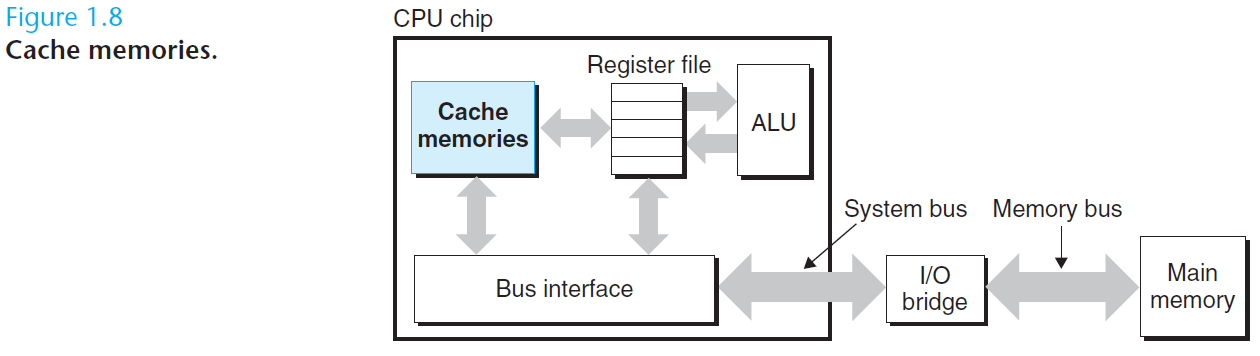 Figure 1.8
Cache memories.
CPU chip
Register file
Cache
memories
ALU
System bus
Memory bus
Bus interface
I/O
bridge
Main
memory